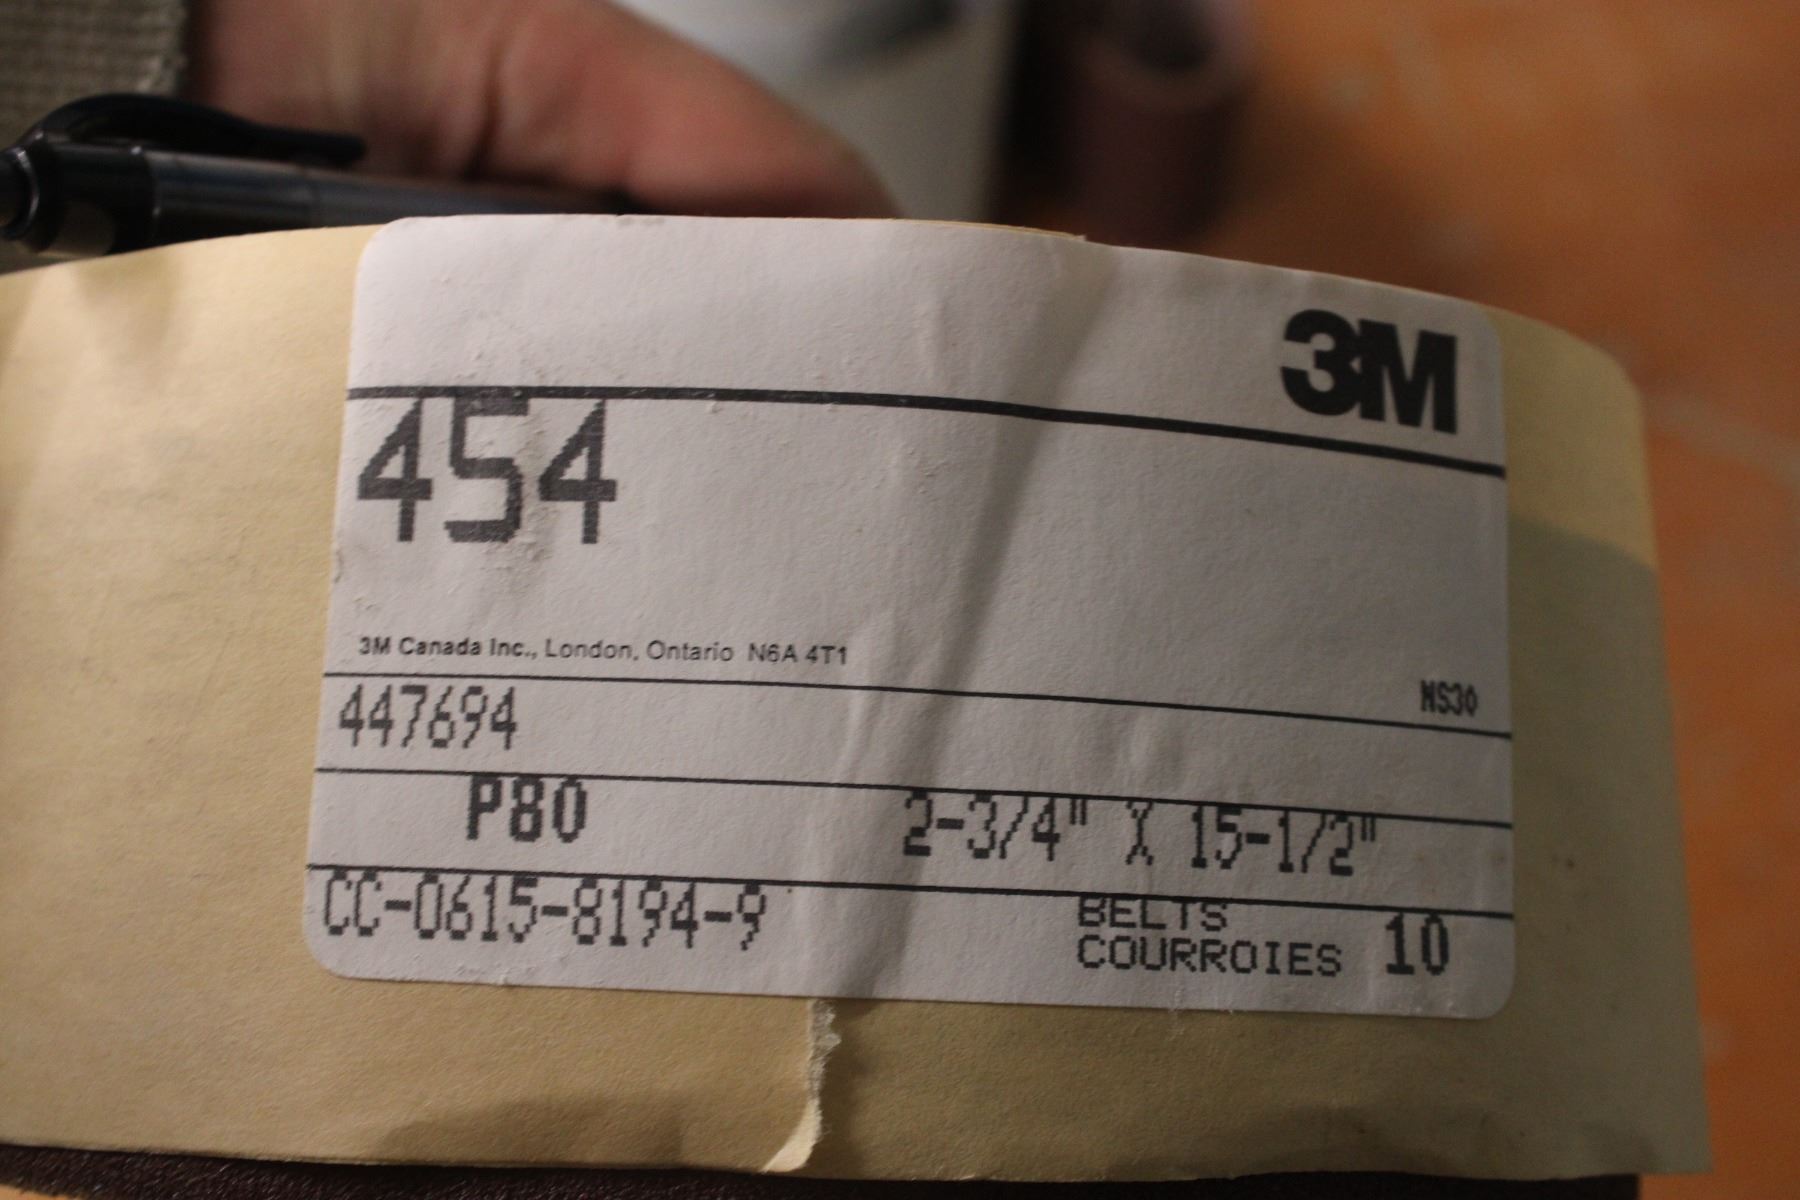 3M
454
3M Canada Inc., London, Ontario N6A 4T1
NS30
447694
P80 2-3/4" X 15-1/2"
CC-0615-8194-9
BELTS
COURROIES 10